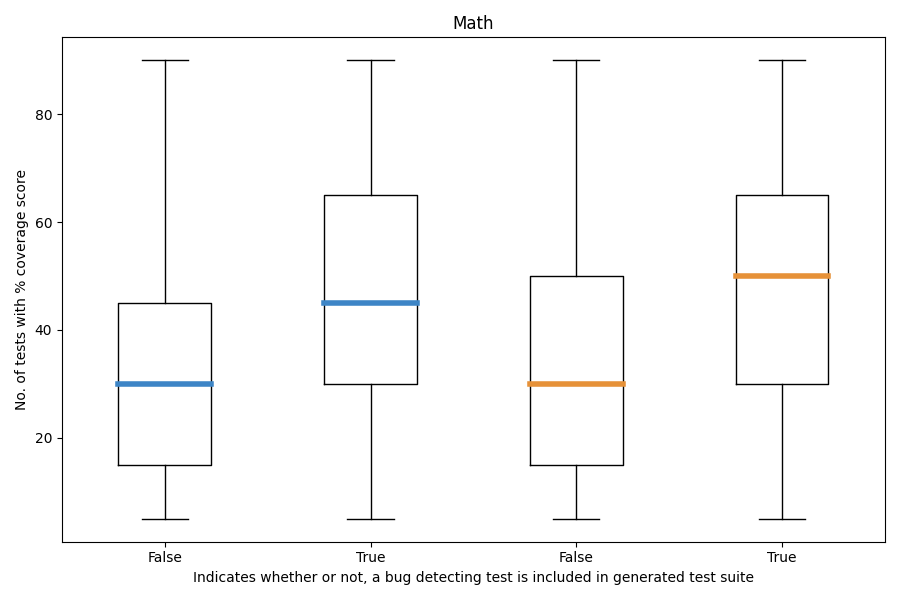 Math
No. of tests with % coverage score
80
60
40
20
False True False True
Indicates whether or not, a bug detecting test is included in generated test suite